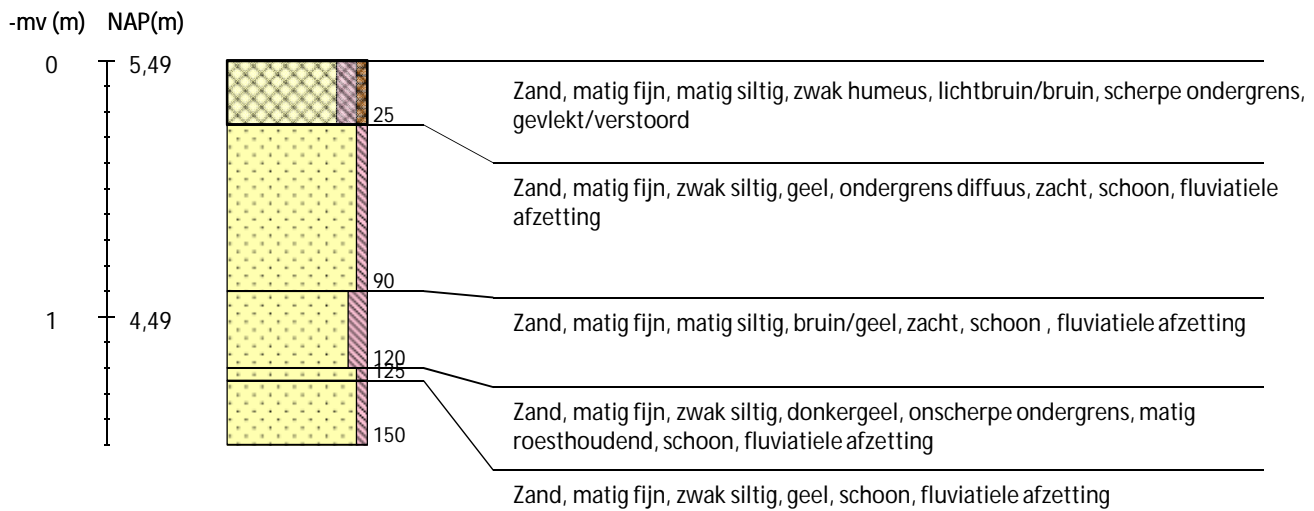 -mv (m) NAP(m)
0 5,49
Zand, matig fijn, matig siltig, zwak humeus, lichtbruin/bruin, scherpe ondergrens,
gevlekt/verstoord
25
Zand, matig fijn, zwak siltig, geel, ondergrens diffuus, zacht, schoon, fluviatiele
afzetting
90
1 4,49
Zand, matig fijn, matig siltig, bruin/geel, zacht, schoon , fluviatiele afzetting
120
125
Zand, matig fijn, zwak siltig, donkergeel, onscherpe ondergrens, matig
roesthoudend, schoon, fluviatiele afzetting
150
Zand, matig fijn, zwak siltig, geel, schoon, fluviatiele afzetting